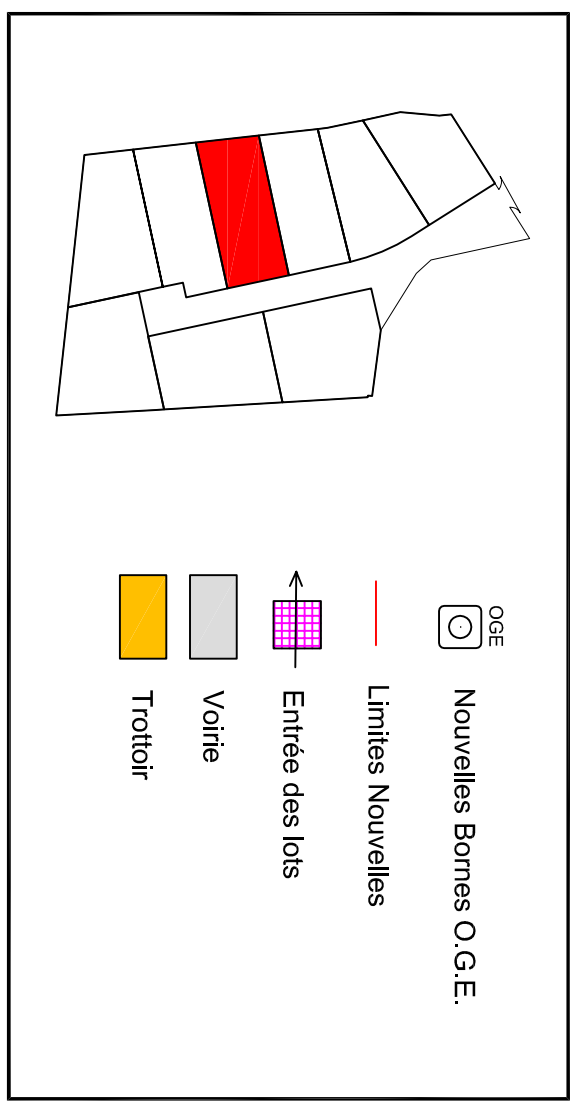 OGE
Nouvelles Bornes O.G.E.
Limites Nouvelles
Entrée des lots
Voirie
Trottoir